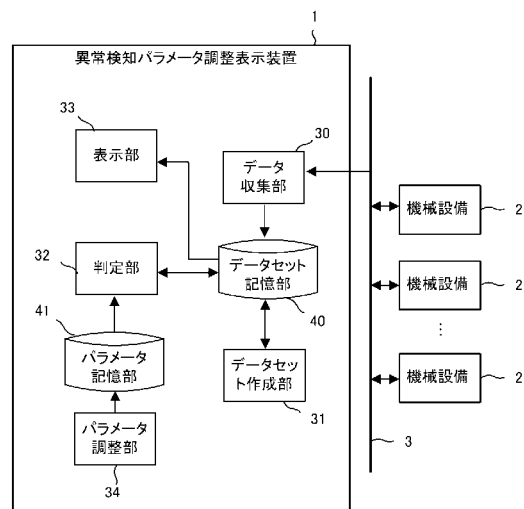 1
異常検知パラメータ調整表示装置
33
表示部
30
データ
収集部
機械設備
2
32
判定部
データセット
記憶部
40
機械設備
2
⋮
41
パラメータ
記憶部
データセッ
ト作成部
31
機械設備
2
パラメータ
調整部
34
3